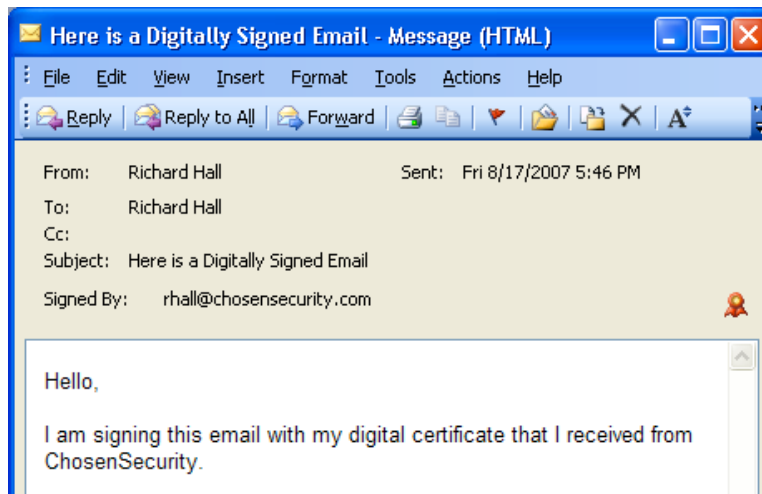 Here is a Digitally Signed Email - Message (HTML)
File Edit View Insert Format Tools Actions Help
Reply Reply to All Forward A
From: Richard Hall Sent: Fri 8/17/2007 5:46 PM
To: Richard Hall
Cc:
Subject: Here is a Digitally Signed Email
Signed By: rhall@chosensecurity.com
Hello,
I am signing this email with my digital certificate that I received from
ChosenSecurity.